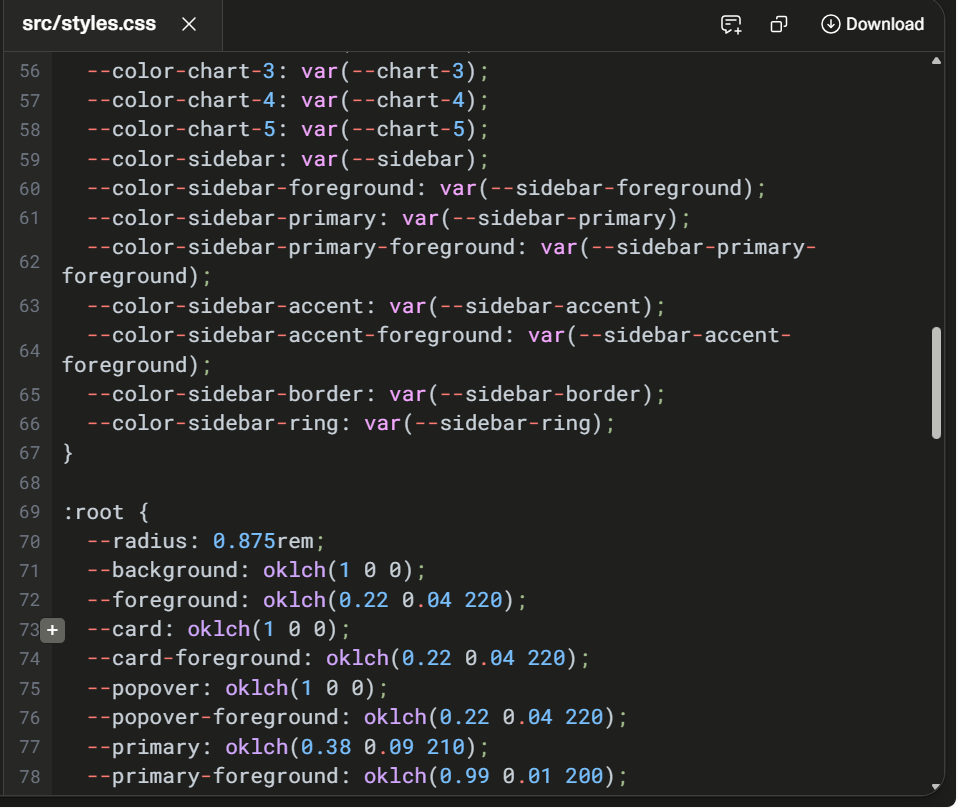 src/styles.css
Download
56 --color-chart-3: var(--chart-3);
57 --color-chart-4: var(--chart-4);
58 --color-chart-5: var(--chart-5);
59 --color-sidebar: var(--sidebar);
60 --color-sidebar-foreground: var(--sidebar-foreground);
61 --color-sidebar-primary: var(--sidebar-primary);
62 --color-sidebar-primary-foreground: var(--sidebar-primary-
foreground);
63 --color-sidebar-accent: var(--sidebar-accent);
64 --color-sidebar-accent-foreground: var(--sidebar-accent-
foreground);
65 --color-sidebar-border: var(--sidebar-border);
66 --color-sidebar-ring: var(--sidebar-ring);
67 }
68
69 :root {
70 --radius: 0.875rem;
71 --background: oklch(1 0 0);
72 --foreground: oklch(0.22 0.04 220);
73 + --card: oklch(1 0 0);
74 --card-foreground: oklch(0.22 0.04 220);
75 --popover: oklch(1 0 0);
76 --popover-foreground: oklch(0.22 0.04 220);
77 --primary: oklch(0.38 0.09 210);
78 --primary-foreground: oklch(0.99 0.01 200);